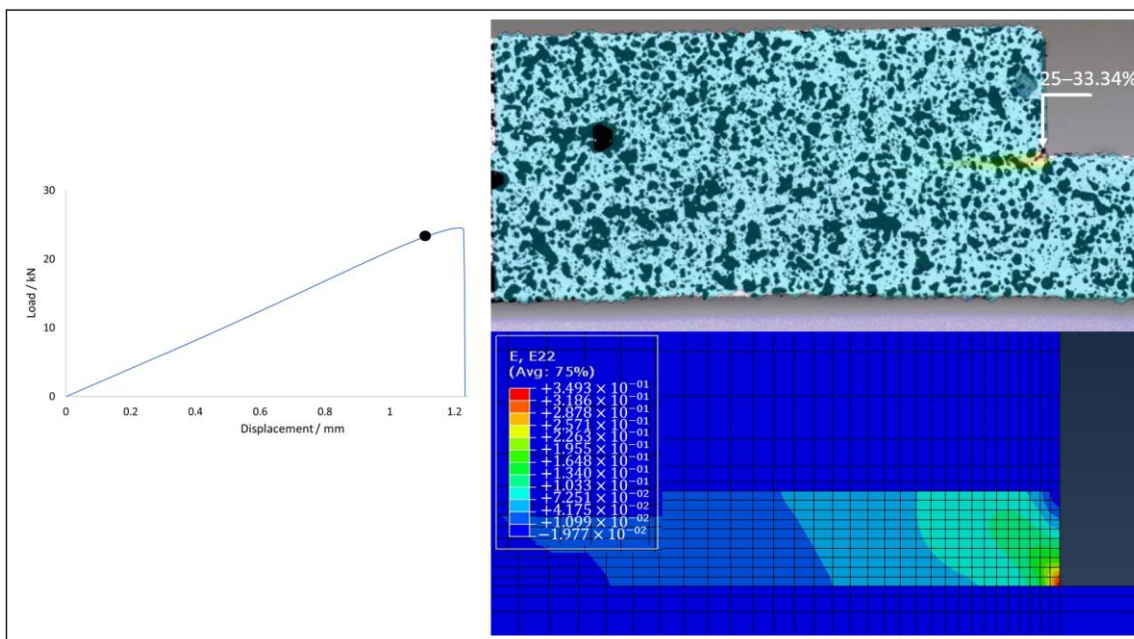 30
20
10
0
Load / kN
0 0.2 0.4 0.6 0.8 1 1.2
Displacement / mm
25–33.34%
E, E22
(Avg: 75%)
+3.493 × 10⁻⁰¹
+3.186 × 10⁻⁰¹
+2.878 × 10⁻⁰¹
+2.571 × 10⁻⁰¹
+2.263 × 10⁻⁰¹
+1.955 × 10⁻⁰¹
+1.648 × 10⁻⁰¹
+1.340 × 10⁻⁰¹
+1.033 × 10⁻⁰¹
+7.251 × 10⁻⁰²
+4.175 × 10⁻⁰²
+1.099 × 10⁻⁰²
−1.977 × 10⁻⁰²